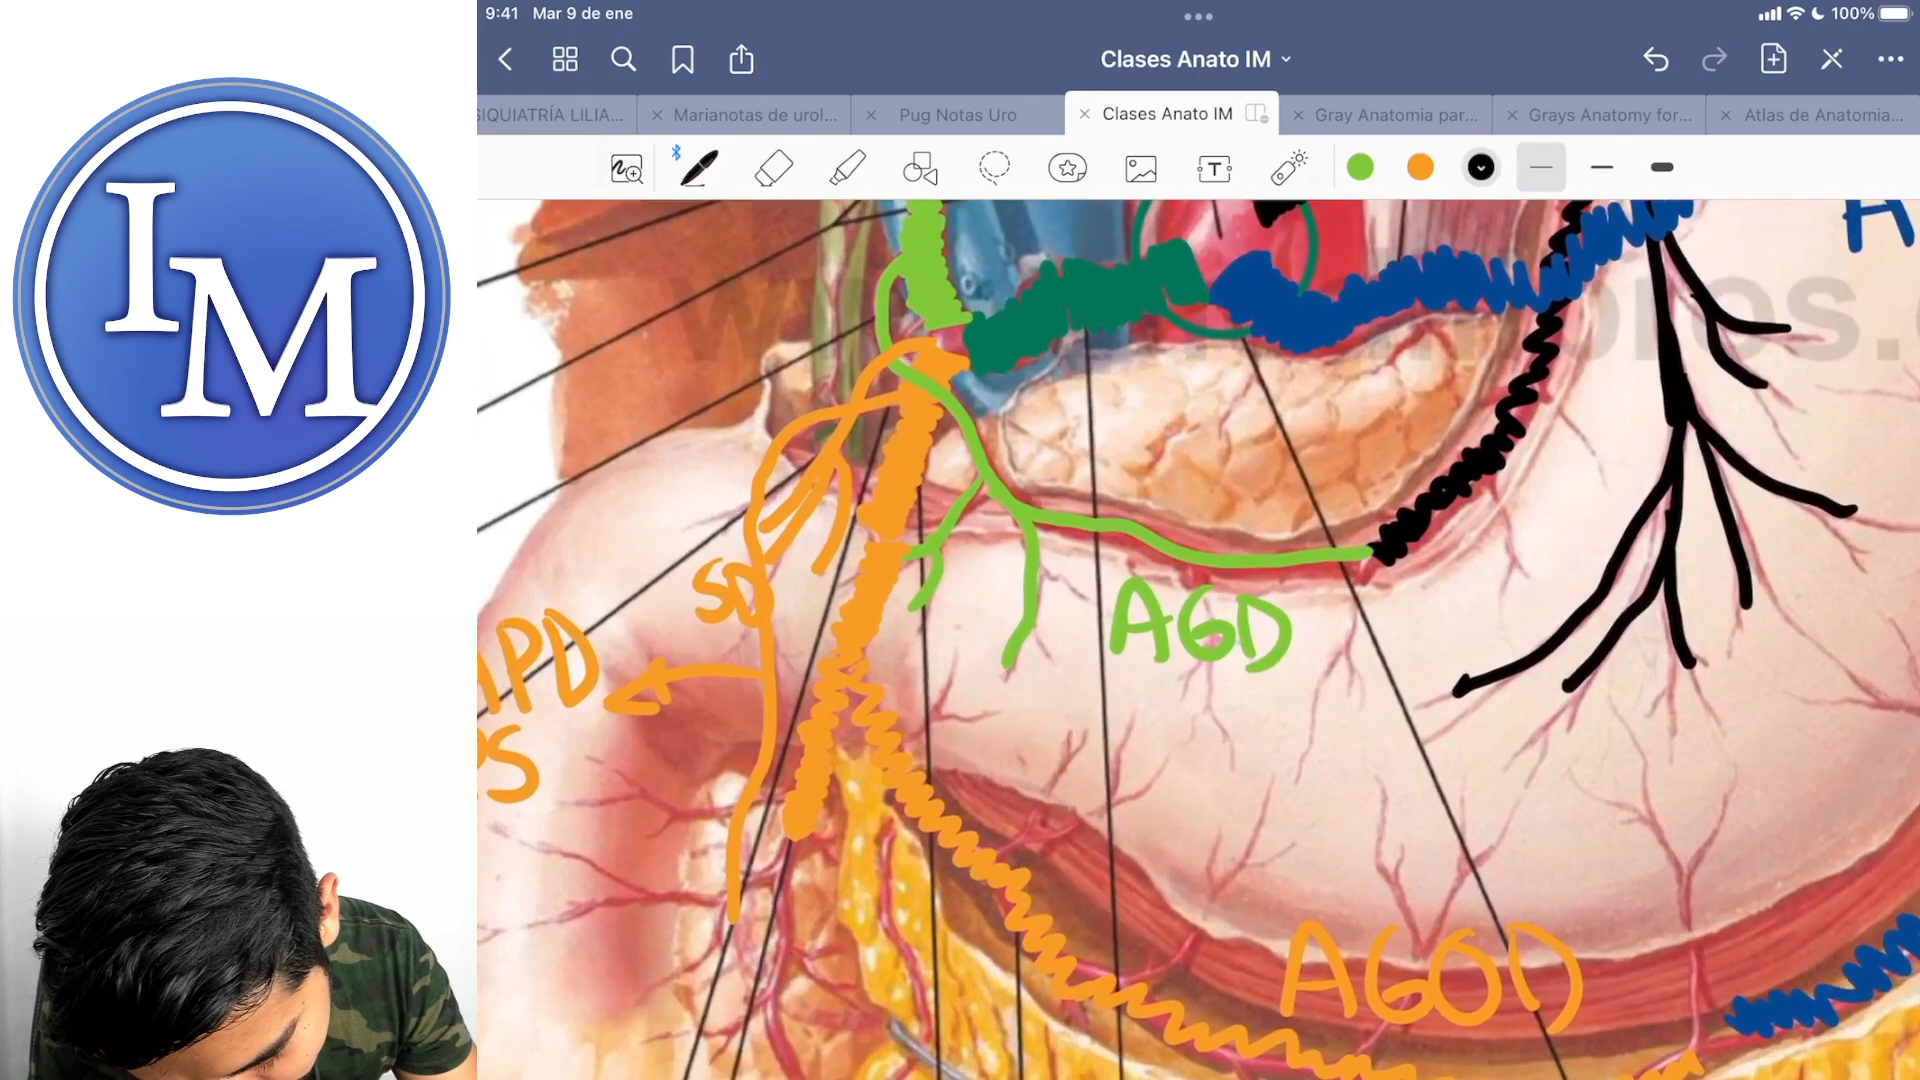 9:41 Mar 9 de ene
100%
Clases Anato IM
SIQUIATRÍA LILIA...
Marianotas de urol...
Pug Notas Uro
Clases Anato IM
Gray Anatomia par...
Grays Anatomy for...
Atlas de Anatomia...
T
IM
A
SD
AGD
PD
PS
AGOD